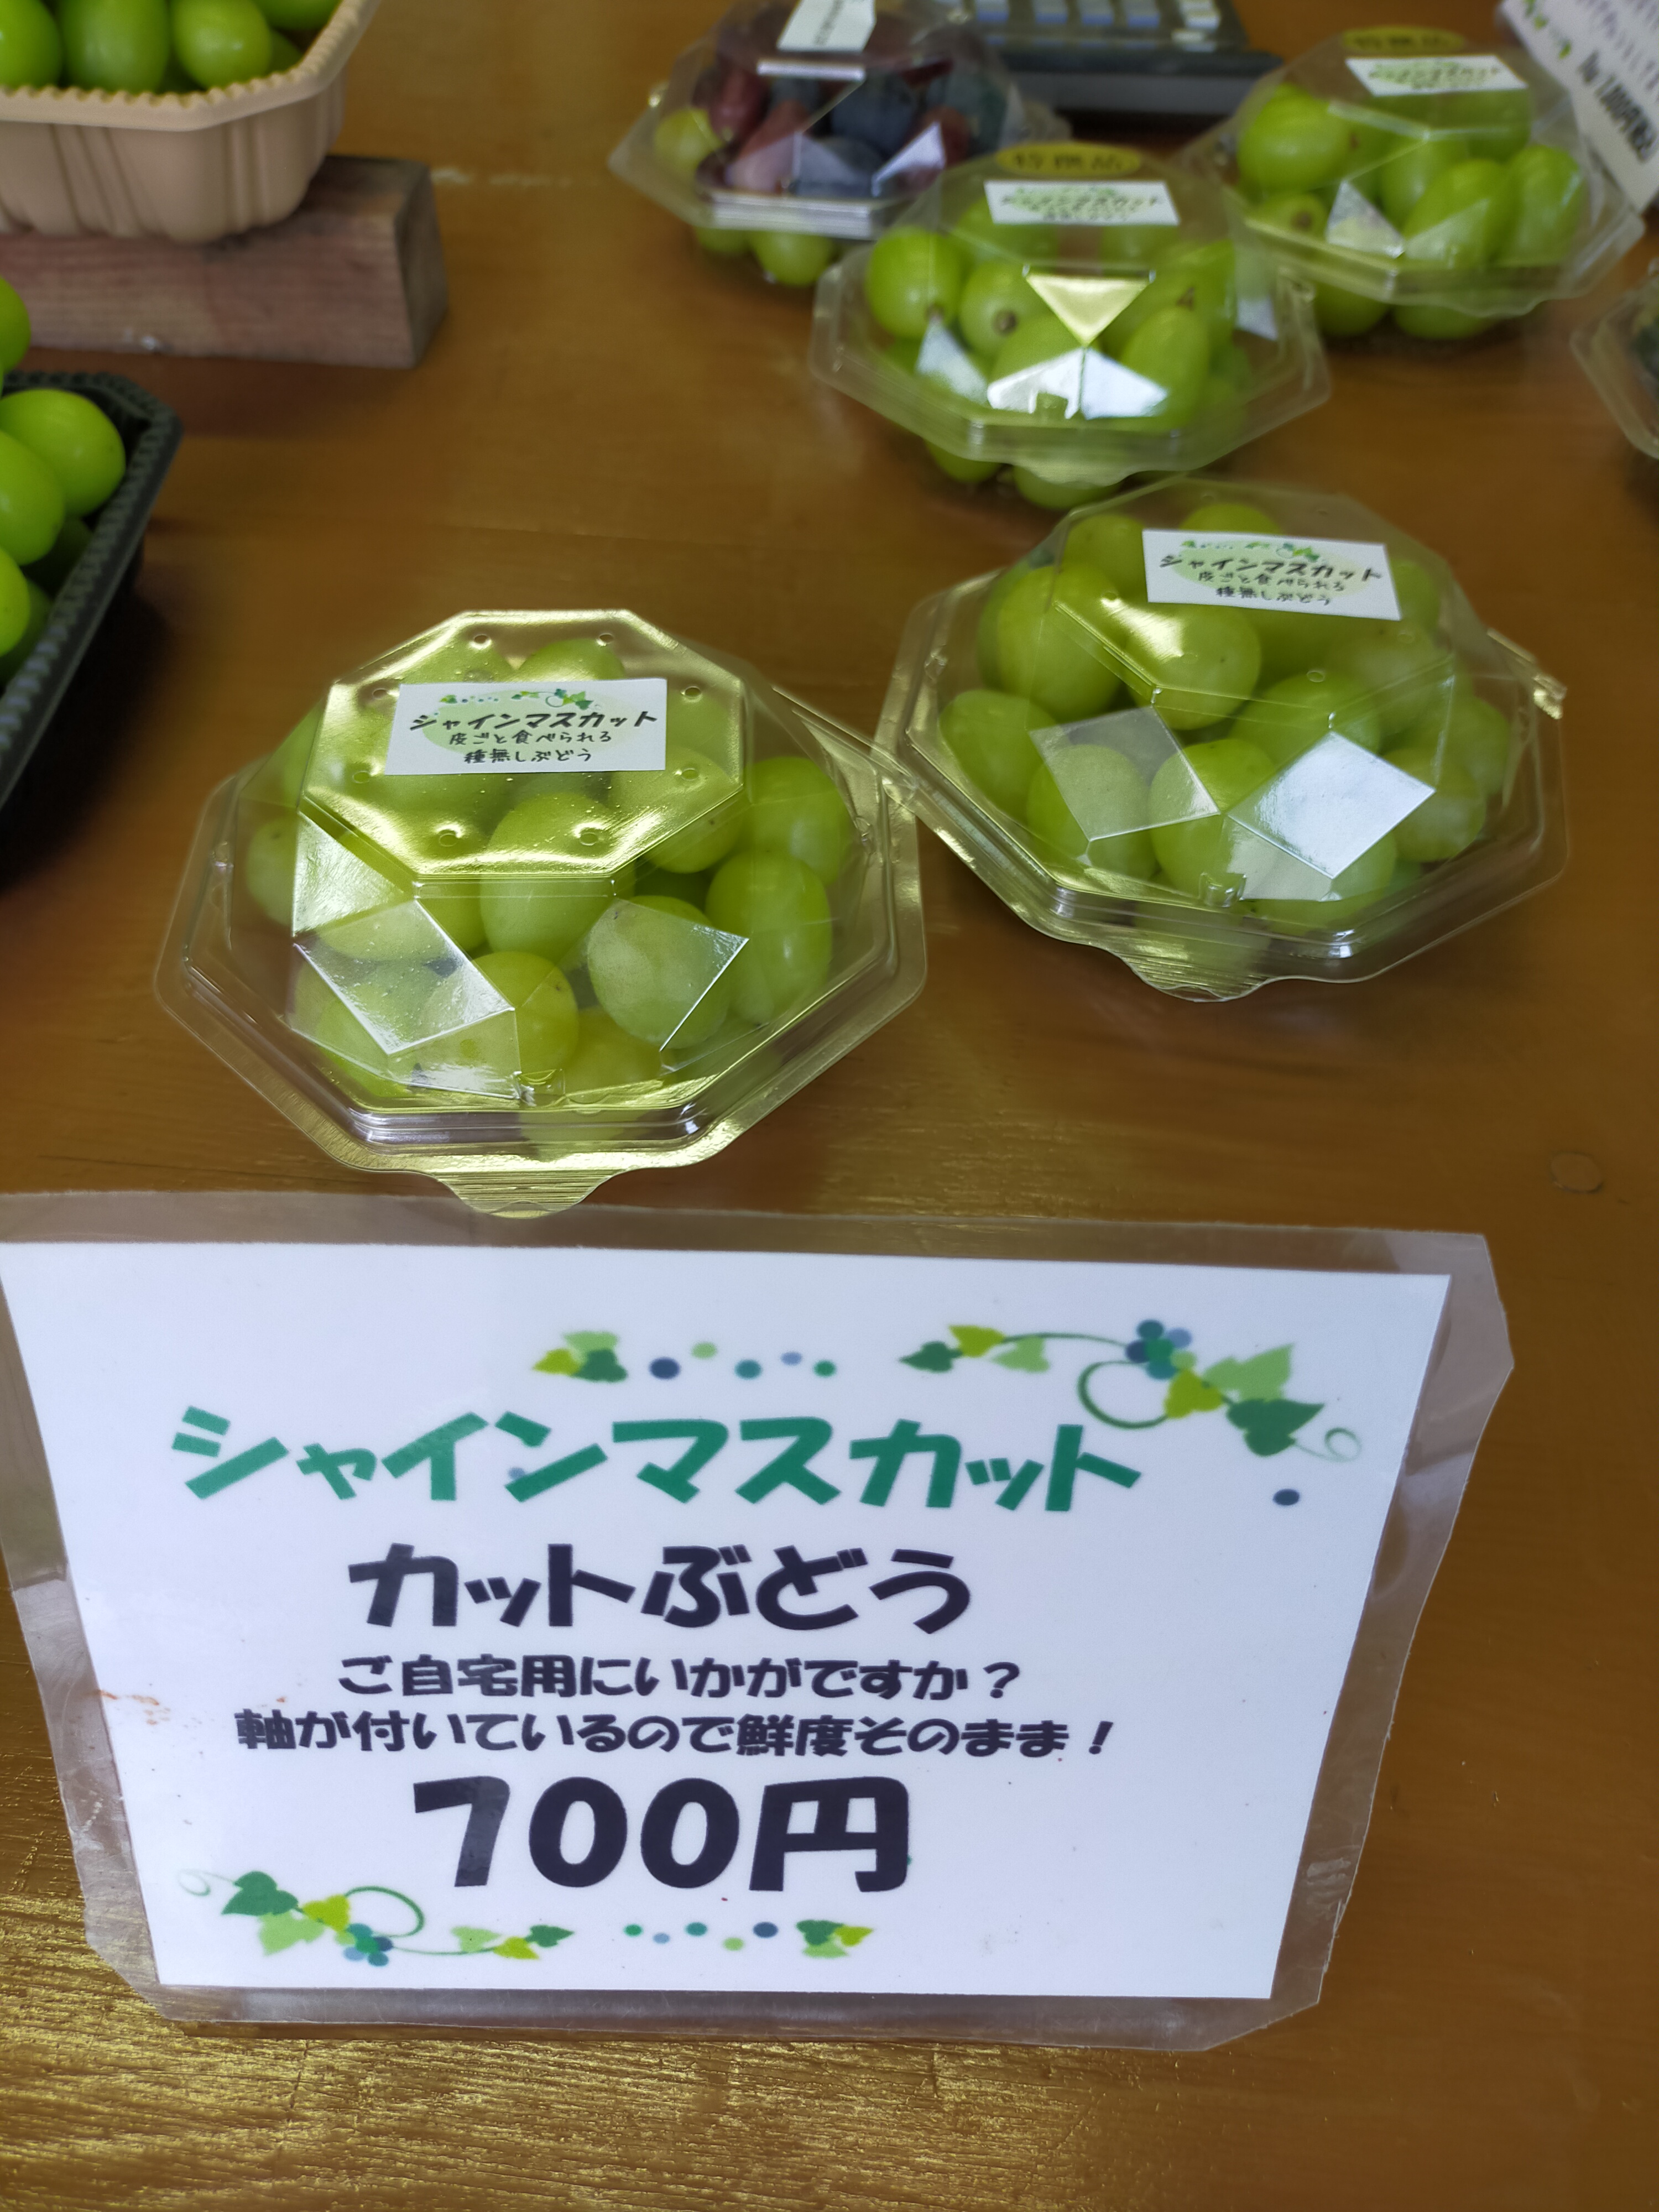 特撰品
シャインマスカット
皮ごと食べられる
種無しぶどう
シャインマスカット
皮ごと食べられる
種無しぶどう
シャインマスカット
カットぶどう
ご自宅用にいかがですか？
軸が付いているので鮮度そのまま！
700円